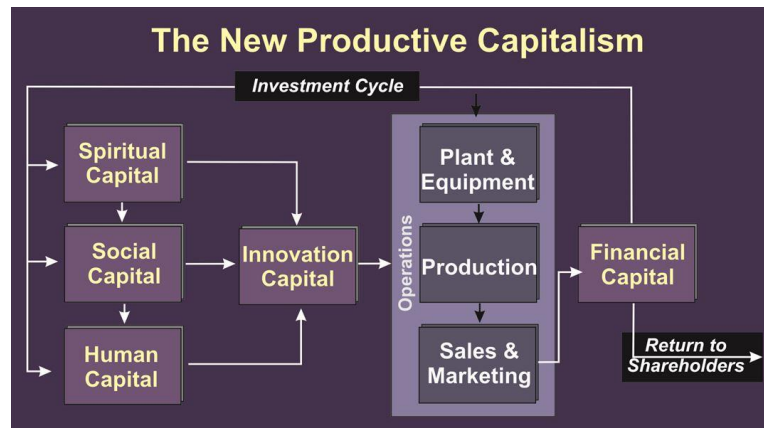 The New Productive Capitalism
Investment Cycle
Spiritual
Capital
Social
Capital
Human
Capital
Innovation
Capital
Operations
Plant &
Equipment
Production
Sales &
Marketing
Financial
Capital
Return to
Shareholders